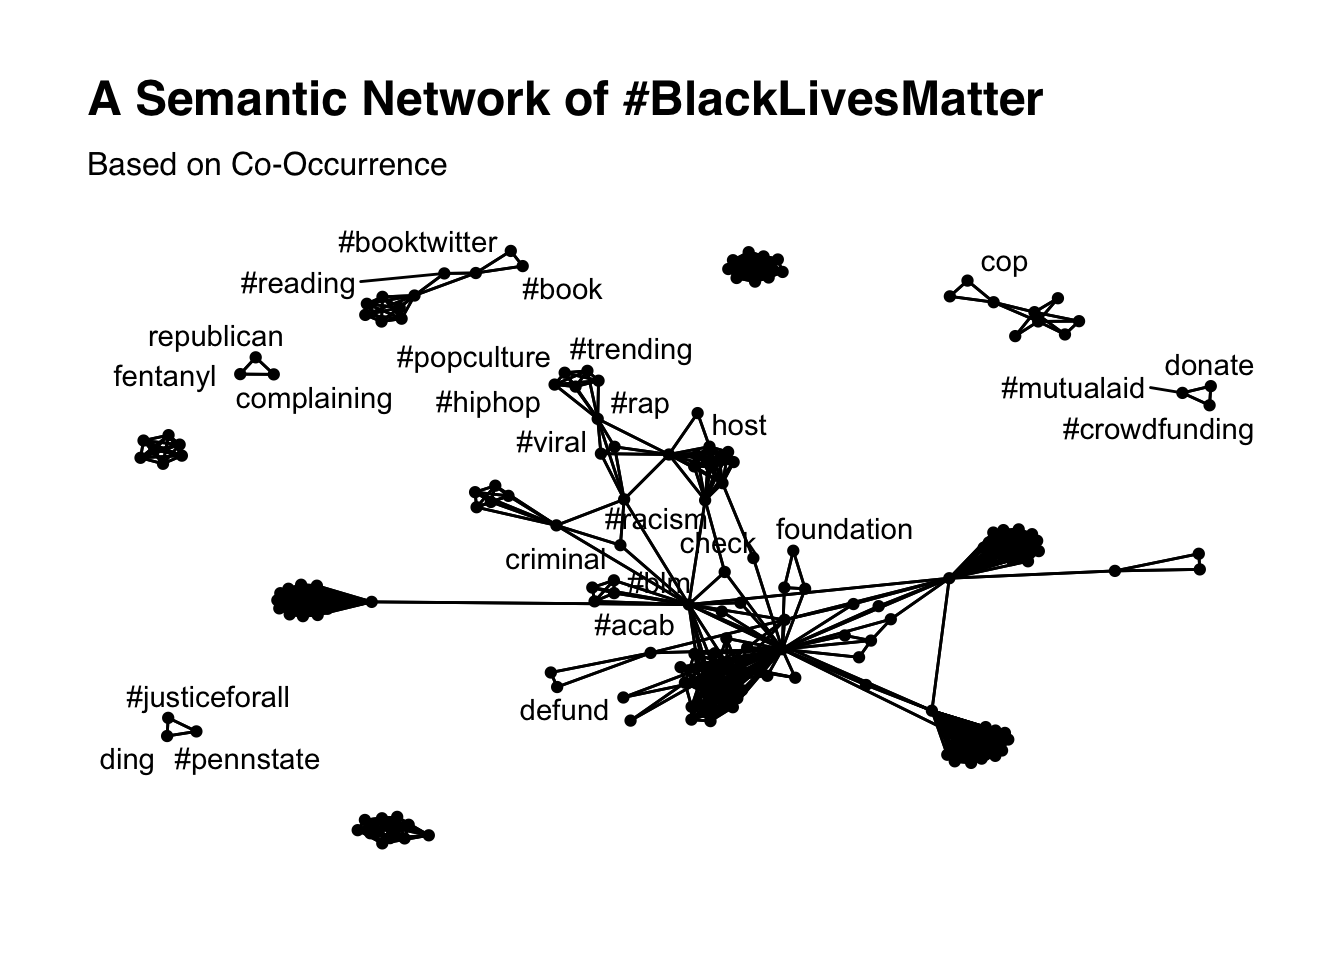 A Semantic Network of #BlackLivesMatter
Based on Co-Occurrence
#booktwitter
#reading
#book
cop
republican
fentanyl
complaining
#popculture
#trending
#hiphop
#rap
#viral
host
donate
#mutualaid
#crowdfunding
#racism
check
foundation
criminal
#blm
#acab
defund
#justiceforall
ding
#pennstate